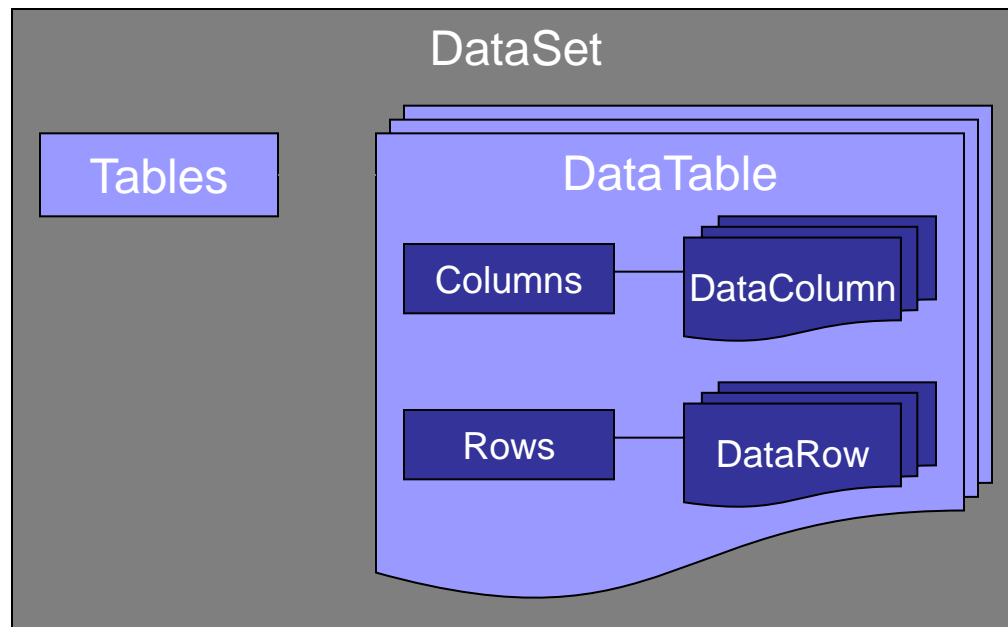 DataSet
Tables
DataTable
Columns
DataColumn
Rows
DataRow